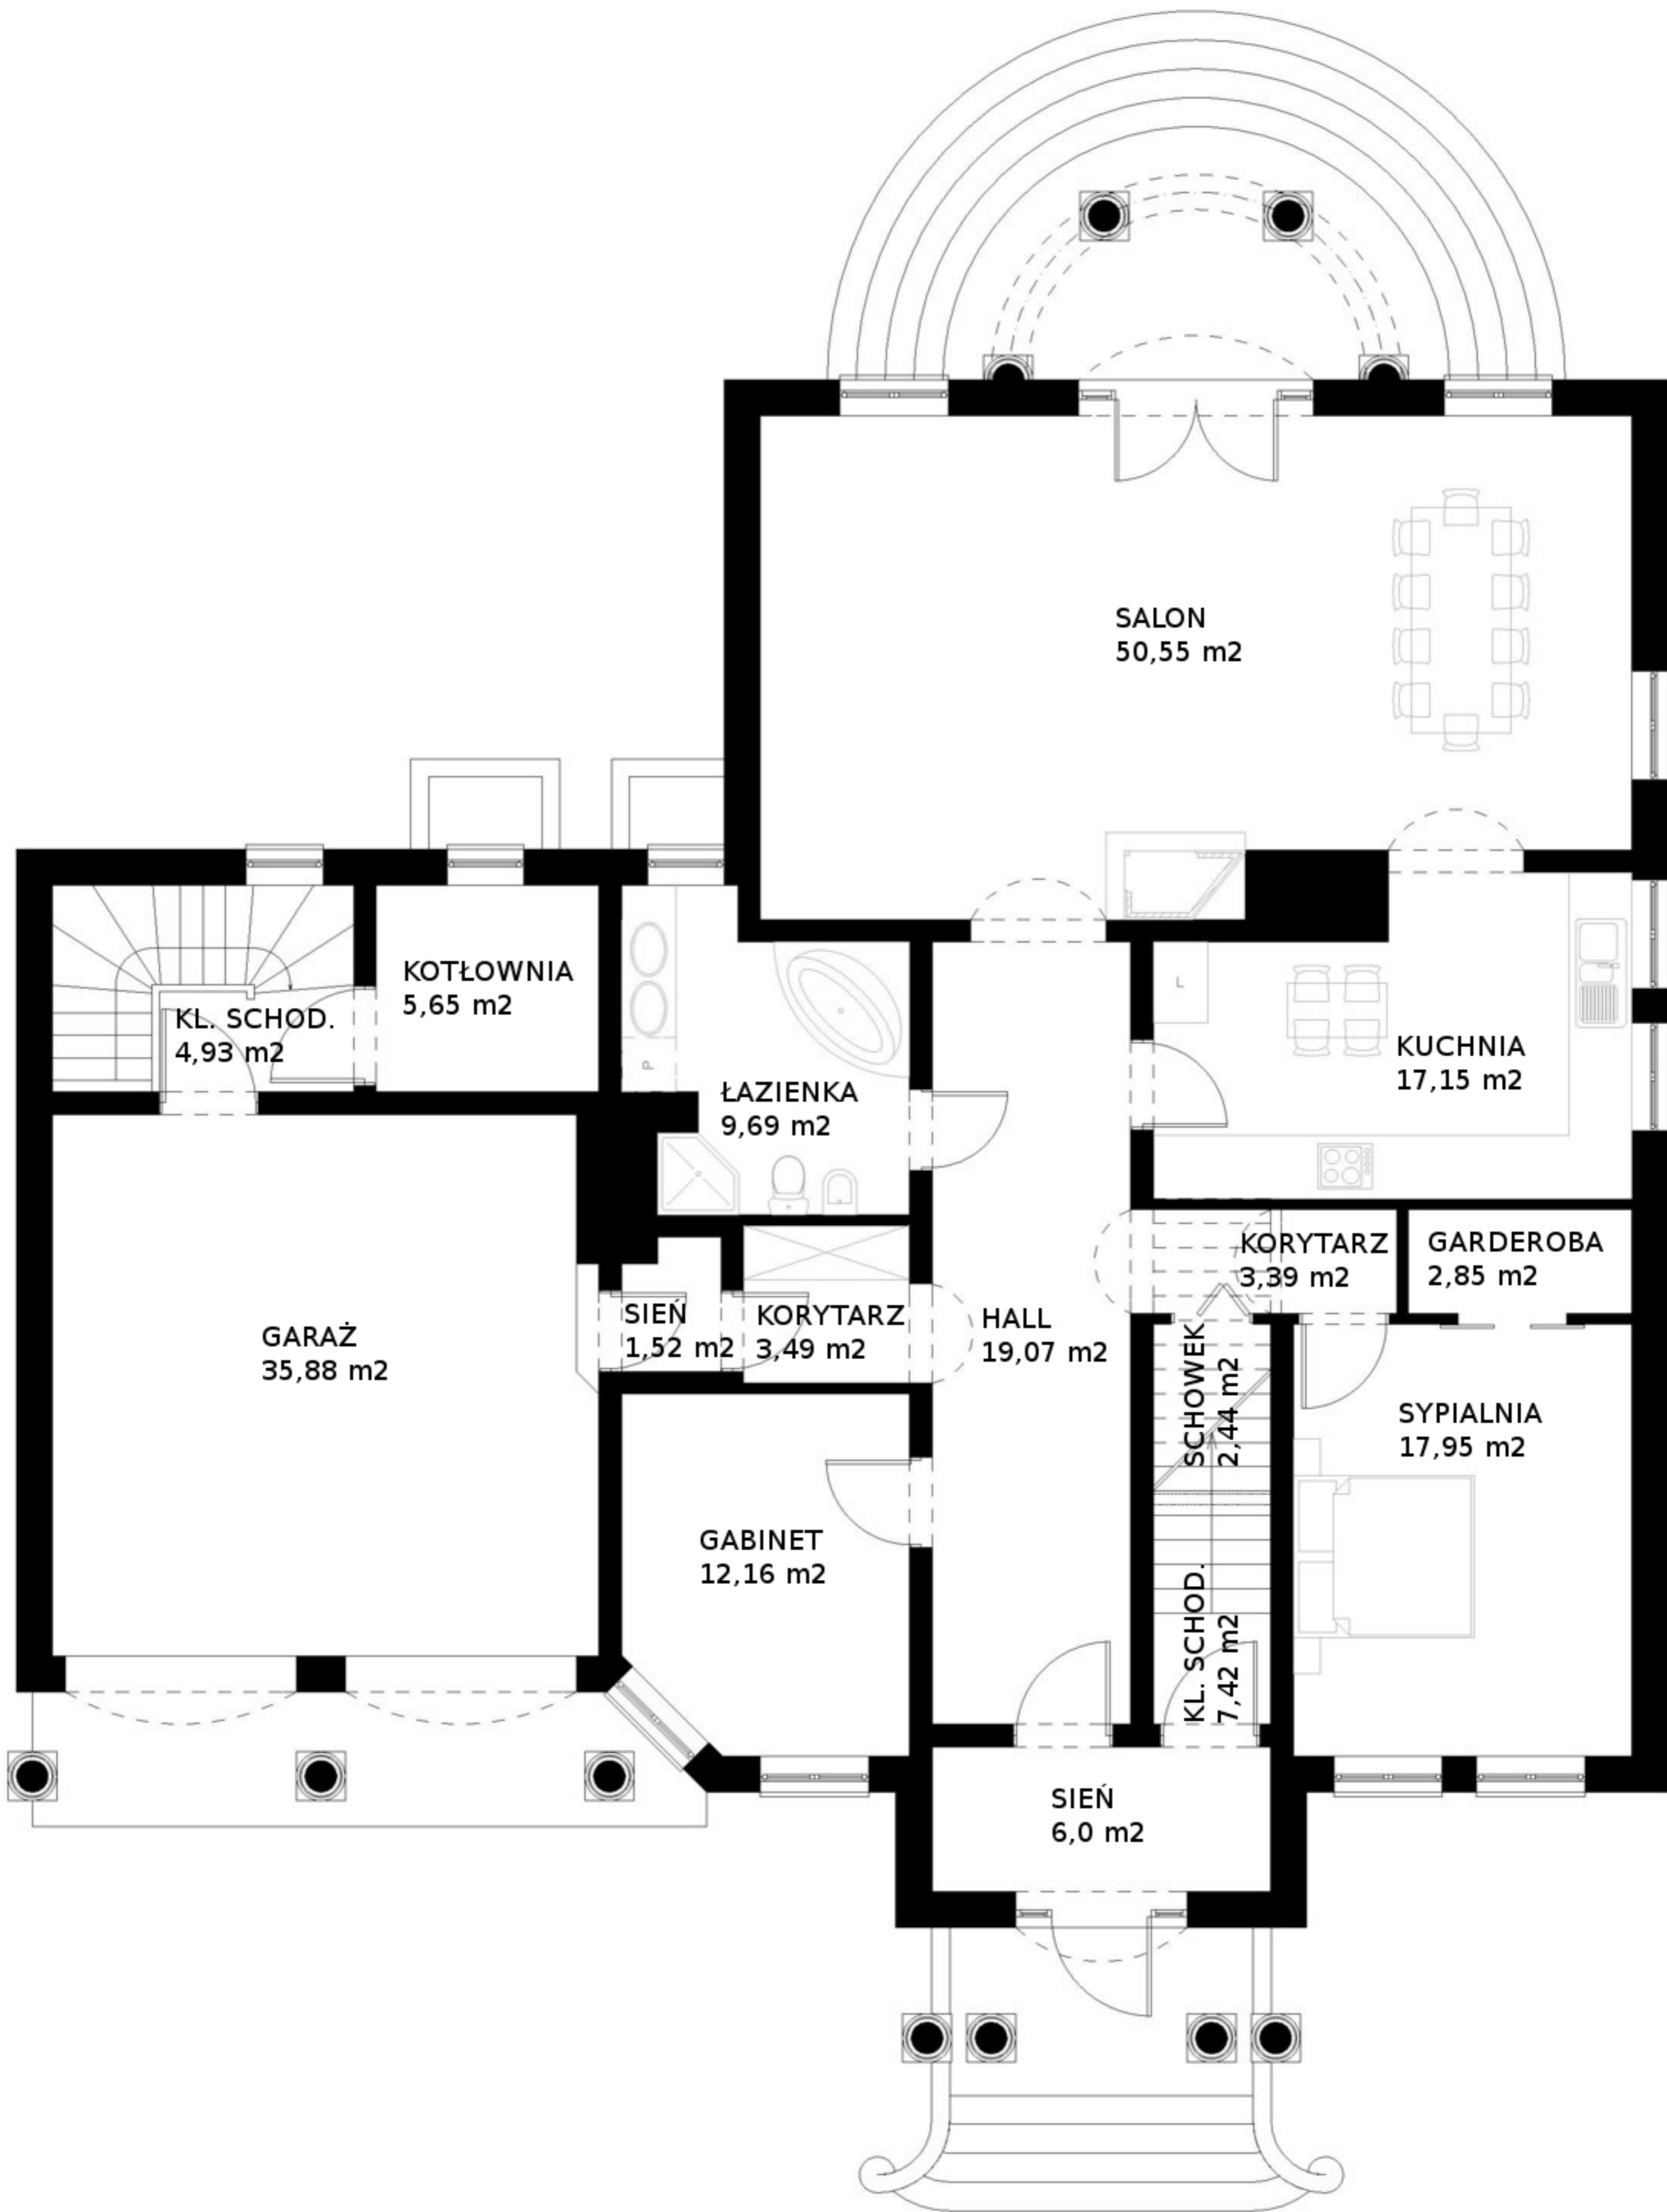 SALON
50,55 m2
KOTŁOWNIA
5,65 m2
KL. SCHOD.
4,93 m2
L
KUCHNIA
17,15 m2
P
ŁAZIENKA
9,69 m2
KORYTARZ
3,39 m2
GARDEROBA
2,85 m2
GARAŻ
35,88 m2
SIEŃ
1,52 m2
KORYTARZ
3,49 m2
HALL
19,07 m2
SCHOWEK
2,44 m2
SYPIALNIA
17,95 m2
GABINET
12,16 m2
KL. SCHOD.
7,42 m2
SIEŃ
6,0 m2